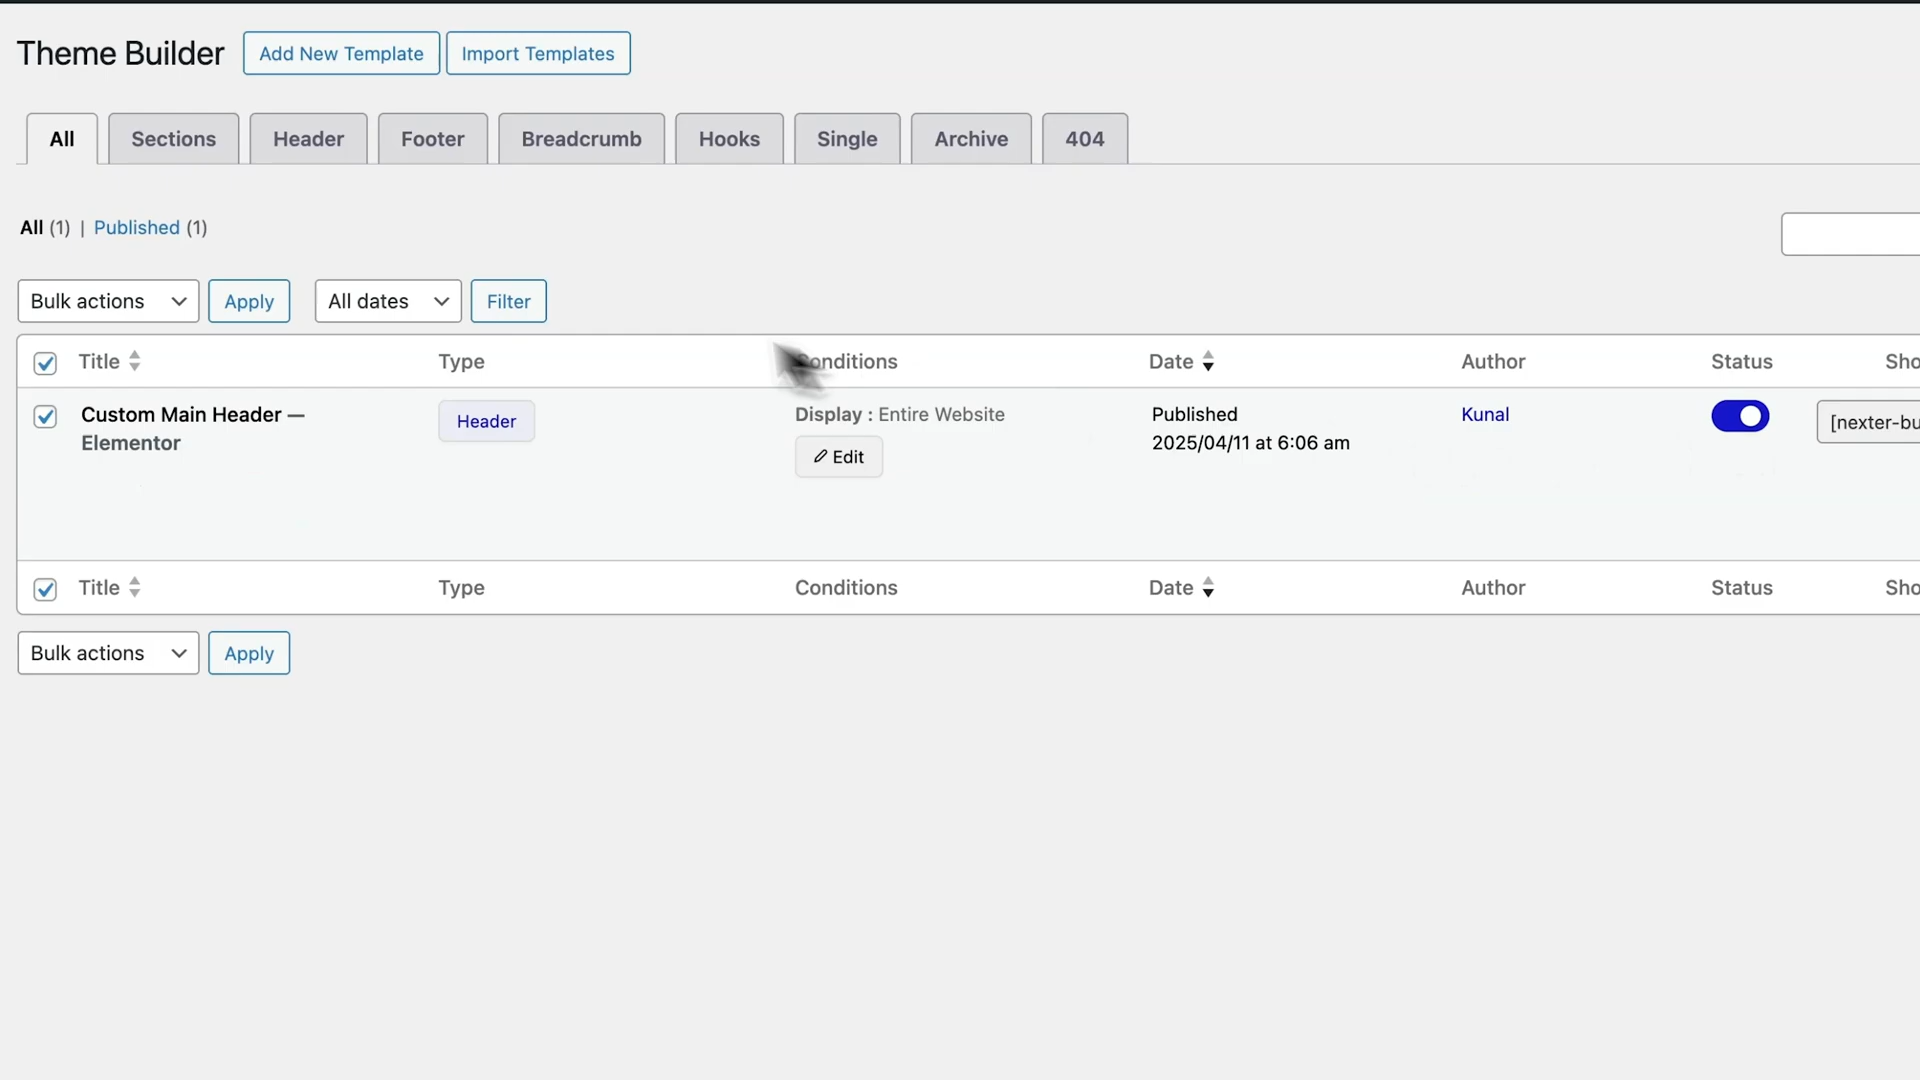 Theme Builder Add New Template Import Templates
All Sections Header Footer Breadcrumb Hooks Single Archive 404
All (1) | Published (1)
Bulk actions Apply All dates Filter
Title Type Conditions Date Author Status Sho
Custom Main Header — Header Display : Entire Website Published Kunal [nexter-bu
Elementor 2025/04/11 at 6:06 am
Edit
Title Type Conditions Date Author Status Sho
Bulk actions Apply